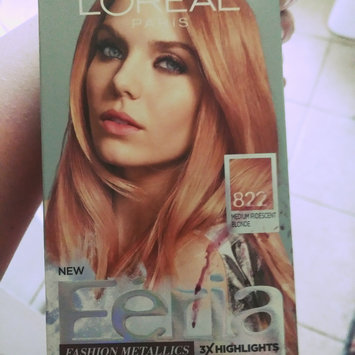 L'ORÉAL
PARIS
822
MEDIUM IRIDESCENT
BLONDE
NEW
Feria
FASHION METALLICS
3X HIGHLIGHTS